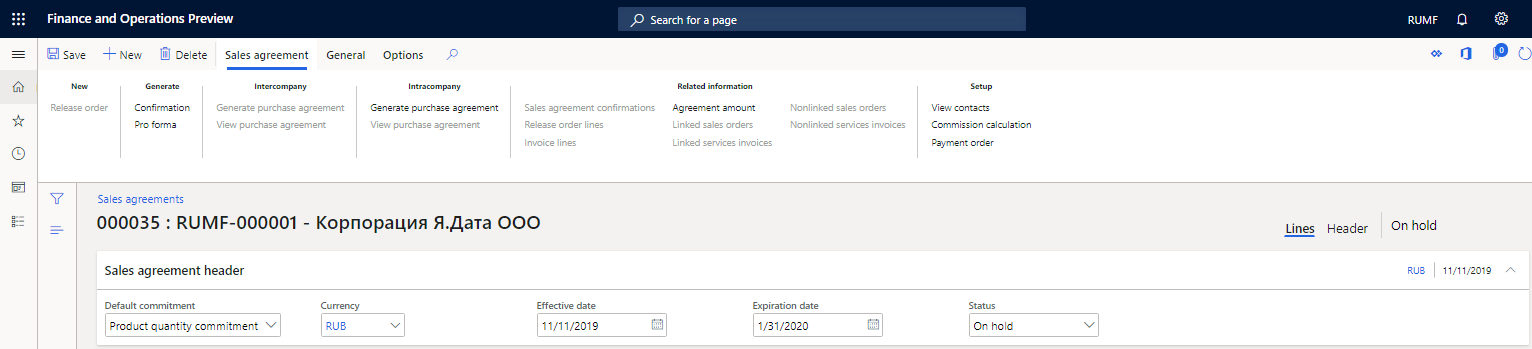 Finance and Operations Preview
Search for a page
RUMF
Save
New
Delete
Sales agreement
General
Options
0
New
Release order
Generate
Confirmation
Pro forma
Intercompany
Generate purchase agreement
View purchase agreement
Intracompany
Generate purchase agreement
View purchase agreement
Related information
Sales agreement confirmations
Release order lines
Invoice lines
Agreement amount
Linked sales orders
Linked services invoices
Nonlinked sales orders
Nonlinked services invoices
Setup
View contacts
Commission calculation
Payment order
Sales agreements
000035 : RUMF-000001 - Корпорация Я.Дата ООО
Lines
Header
On hold
Sales agreement header
RUB
11/11/2019
Default commitment
Product quantity commitment
Currency
RUB
Effective date
11/11/2019
Expiration date
1/31/2020
Status
On hold